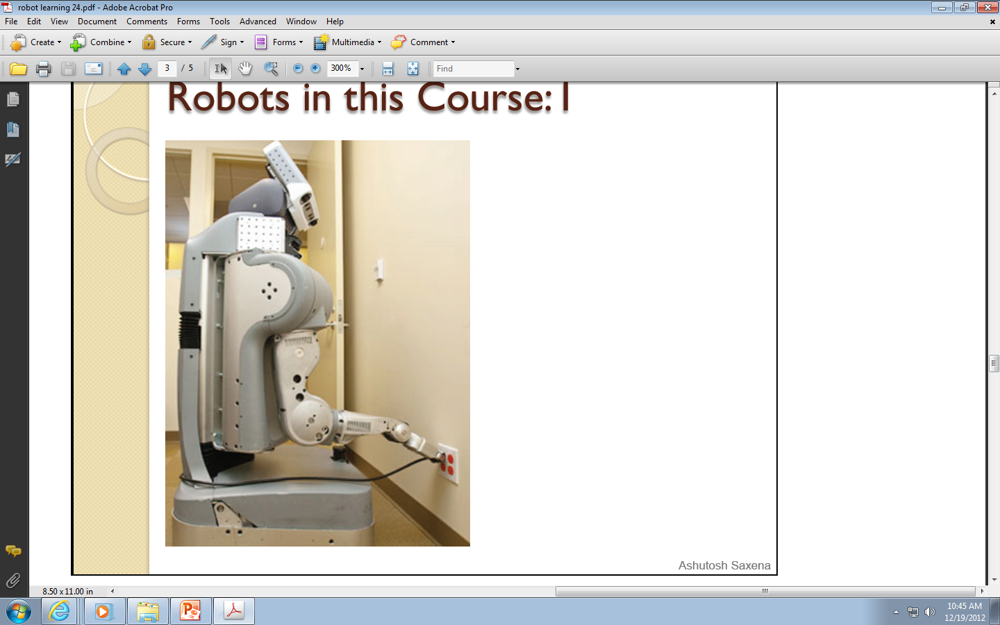 robot learning 24.pdf - Adobe Acrobat Pro
File Edit View Document Comments Forms Tools Advanced Window Help
Create Combine Secure Sign Forms Multimedia Comment
3 / 5 300% Find
Robots in this Course: I
Ashutosh Saxena
8.50 x 11.00 in
10:45 AM
12/19/2012